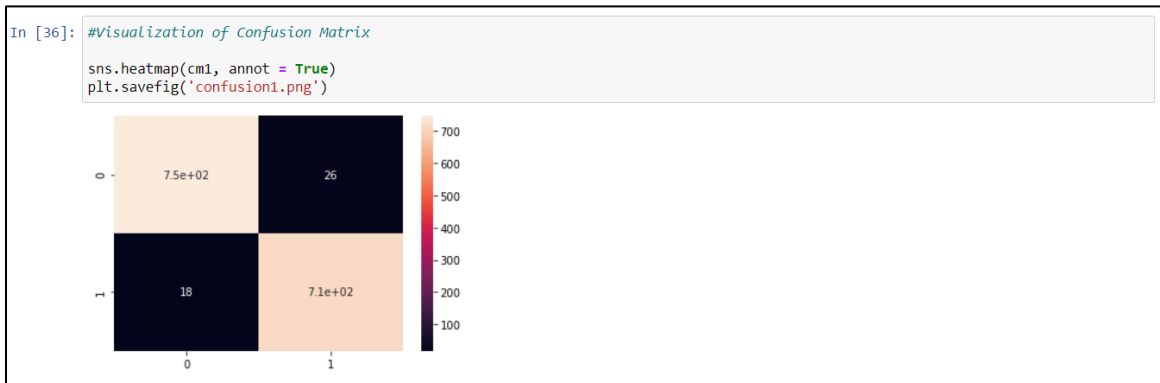 In [36]: #Visualization of Confusion Matrix
sns.heatmap(cm1, annot = True)
plt.savefig('confusion1.png')
700
0 7.5e+02 26
600
500
400
300
1 18 7.1e+02
200
100
0 1